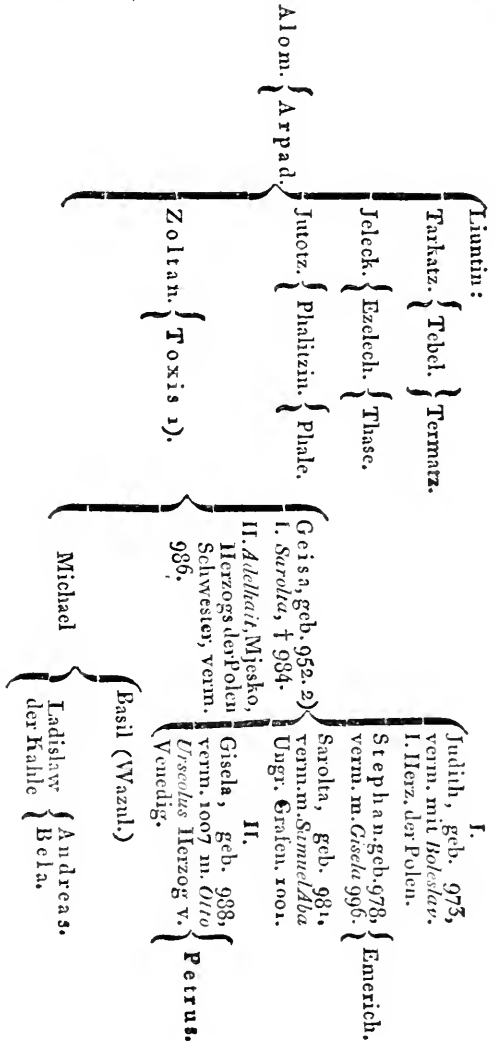 Alom.
Arpad.
Liuntin:
Tarkatz.
Tebel.
Termatz.
Jeleck.
Ezelech.
Thase.
Jutotz.
Phalitzin.
Phale.
Zoltan.
Toxis 1).
Geisa, geb. 952. 2)
I. Sarolta, † 984.
II. Adelhait, Mjesko,
Herzogs der Polen
Schwester, verm.
986.
Michael
I.
Judith, geb. 973,
verm. mit Boleslav.
I. Herz. der Polen.
Stephan. geb. 978,
verm. m. Gisela 996.
Emerich.
Sarolta, geb. 981.
verm. m. Samuel Aba
Ungr. Grafen. 1001.
II.
Gisela, geb. 988,
verm. 1007 m. Otto
Urseolus Herzog v.
Venedig.
Petrus.
Basil (Wazul.)
Ladislaw
der Kahle
Andreas.
Bela.